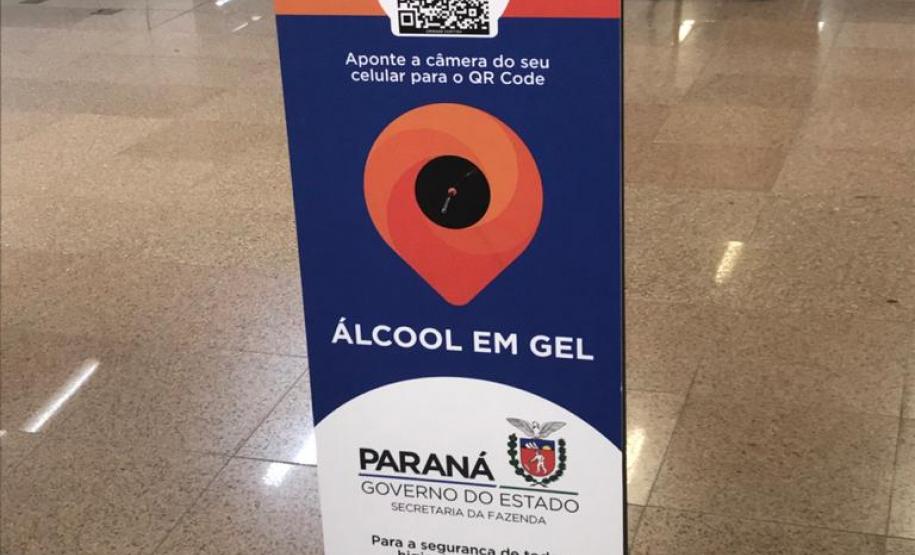 Aponte a câmera do seu
celular para o QR Code
ÁLCOOL EM GEL
PARANÁ
GOVERNO DO ESTADO
SECRETARIA DA FAZENDA
Para a segurança de